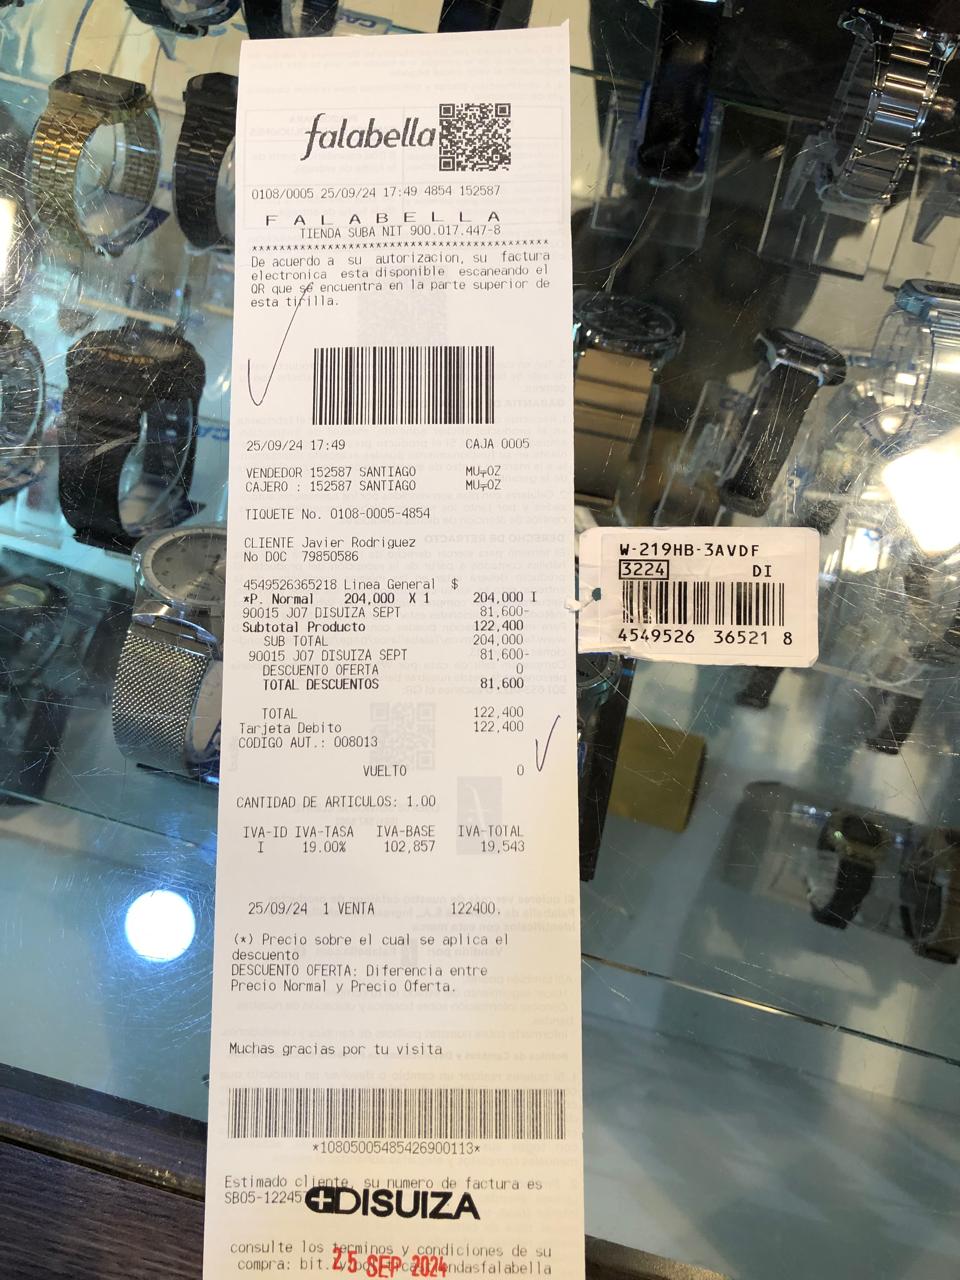 falabella
0108/0005 25/09/24 17:49 4854 152587
F A L A B E L L A
TIENDA SUBA NIT 900.017.447-8
****************************************************
De acuerdo a su autorizacion, su factura
electronica esta disponible escaneando el
QR que se encuentra en la parte superior de
esta tirilla.
25/09/24 17:49 CAJA 0005
VENDEDOR 152587 SANTIAGO MU╤OZ
CAJERO : 152587 SANTIAGO MU╤OZ
TIQUETE No. 0108-0005-4854
CLIENTE Javier Rodriguez
No DOC 79850586
4549526365218 Linea General $
*P. Normal 204,000 X 1 204,000 I
90015 J07 DISUIZA SEPT 81,600-
Subtotal Producto 122,400
SUB TOTAL 204,000
90015 J07 DISUIZA SEPT 81,600-
DESCUENTO OFERTA 0
TOTAL DESCUENTOS 81,600
TOTAL 122,400
Tarjeta Debito 122,400
CODIGO AUT.: 008013
VUELTO 0
CANTIDAD DE ARTICULOS: 1.00
IVA-ID IVA-TASA IVA-BASE IVA-TOTAL
I 19.00% 102,857 19,543
25/09/24 1 VENTA 122400.
(*) Precio sobre el cual se aplica el
descuento
DESCUENTO OFERTA: Diferencia entre
Precio Normal y Precio Oferta.
Muchas gracias por tu visita
*10805005485426900113*
Estimado cliente, su numero de factura es
SB05-12245
DISUIZA
consulte los terminos y condiciones de su
compra: bit.
25 SEP 2024
W-219HB-3AVDF
3224 DI
4549526 36521 8